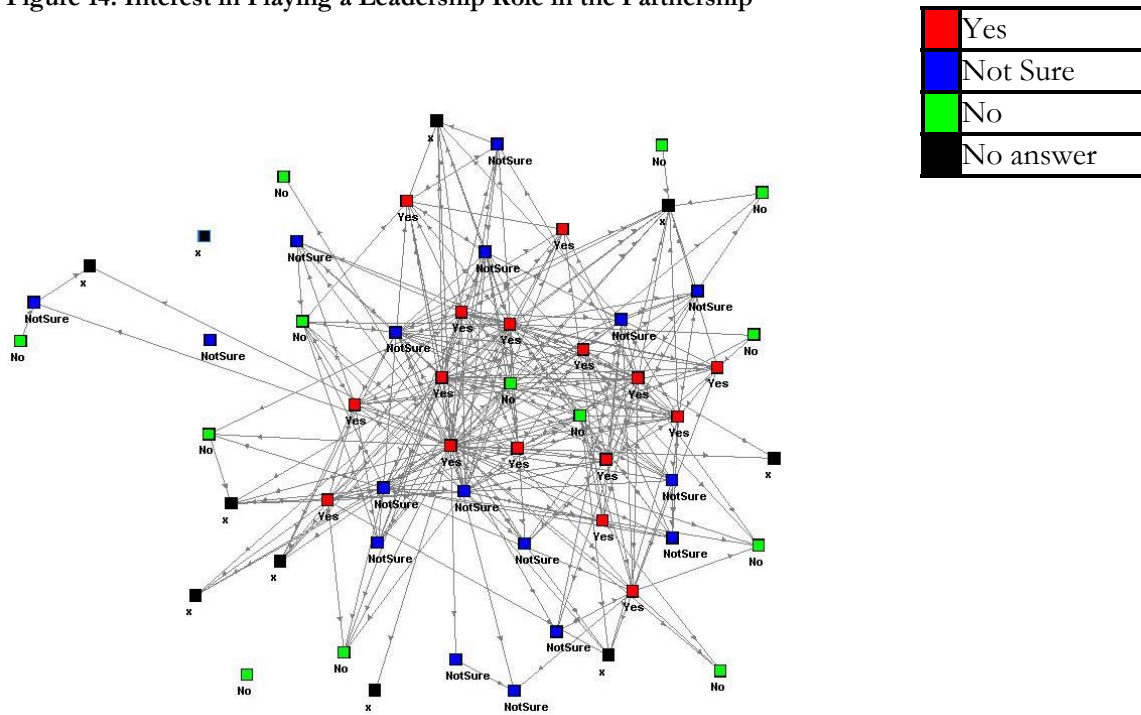 Figure 14. Interest in Playing a Leadership Role in the Partnership
Yes
Not Sure
No
No answer
x
NotSure
No
No
No
Yes
x
Yes
x
NotSure
NotSure
x
NotSure
NotSure
Yes
NotSure
No
Yes
NotSure
No
NotSure
No
Yes
Yes
Yes
Yes
No
Yes
No
Yes
No
Yes
Yes
Yes
x
NotSure
NotSure
NotSure
Yes
x
Yes
NotSure
NotSure
NotSure
No
x
Yes
x
NotSure
No
x
NotSure
No
No
x
NotSure